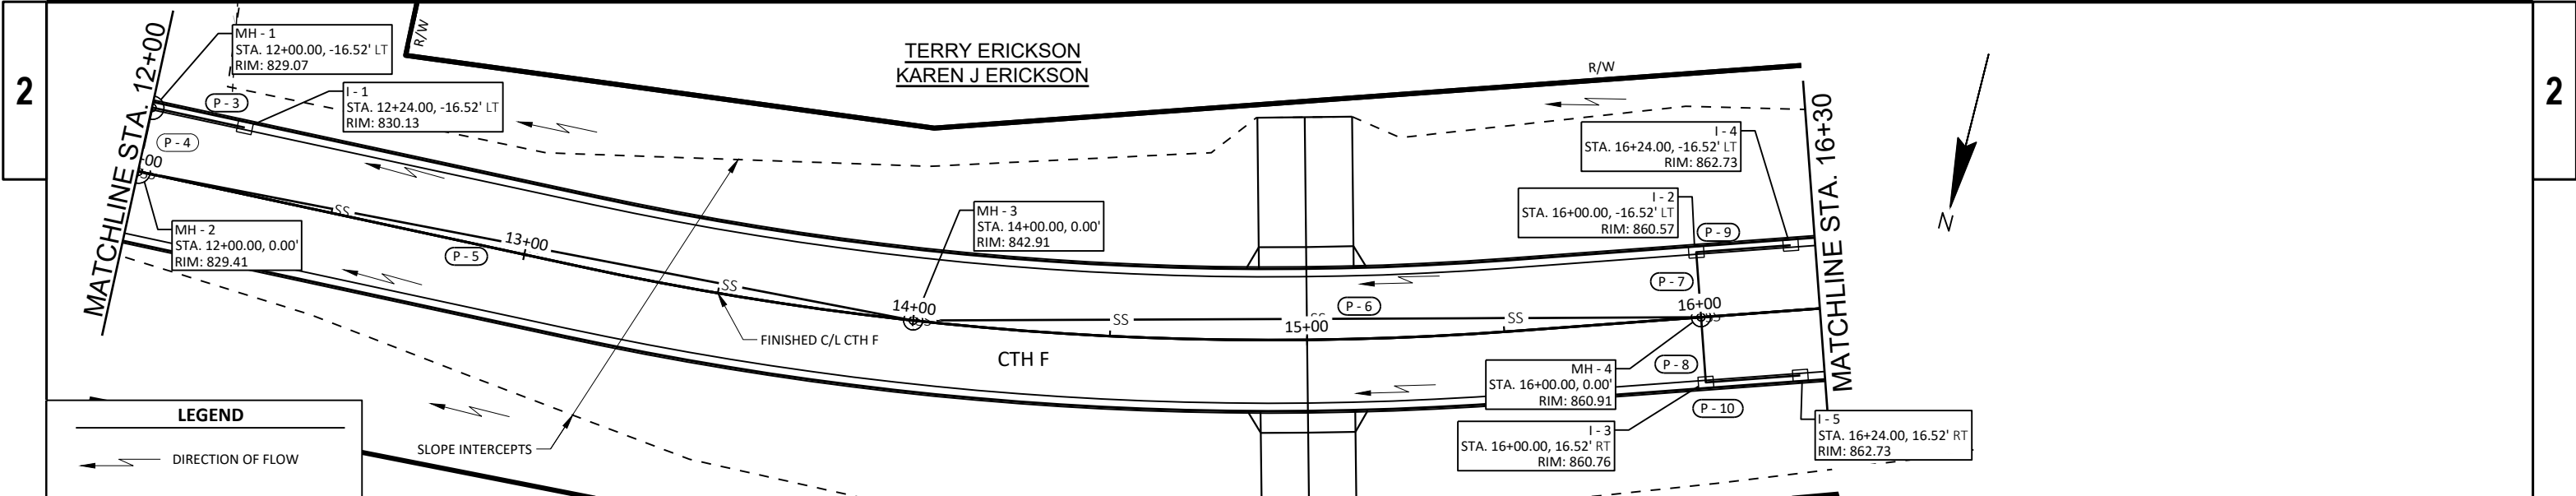 2
2
MATCHLINE STA. 12+00
MH - 1
STA. 12+00.00, -16.52' LT
RIM: 829.07
P - 3
I - 1
STA. 12+24.00, -16.52' LT
RIM: 830.13
R/W
TERRY ERICKSON
KAREN J ERICKSON
R/W
MATCHLINE STA. 16+30
I - 4
STA. 16+24.00, -16.52' LT
RIM: 862.73
P - 4
+00
MH - 2
STA. 12+00.00, 0.00'
RIM: 829.41
SS
P - 5
13+00
SS
MH - 3
STA. 14+00.00, 0.00'
RIM: 842.91
14+00
I - 2
STA. 16+00.00, -16.52' LT
RIM: 860.57
P - 9
P - 7
16+00
N
FINISHED C/L CTH F
SS
P - 6
SS
15+00
SS
CTH F
MH - 4
STA. 16+00.00, 0.00'
RIM: 860.91
P - 8
P - 10
I - 3
STA. 16+00.00, 16.52' RT
RIM: 860.76
I - 5
STA. 16+24.00, 16.52' RT
RIM: 862.73
SLOPE INTERCEPTS
LEGEND
DIRECTION OF FLOW